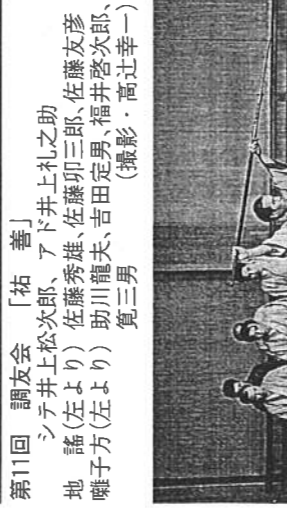 第11回　調友会　「祐　善」
シテ井上松次郎、アド井上礼之助
地　謡(左より) 佐藤秀雄、佐藤卯三郎、佐藤友彦
囃子方(左より) 助川龍夫、吉田定男、福井啓次郎、
筧三男　(撮影・高辻幸一)